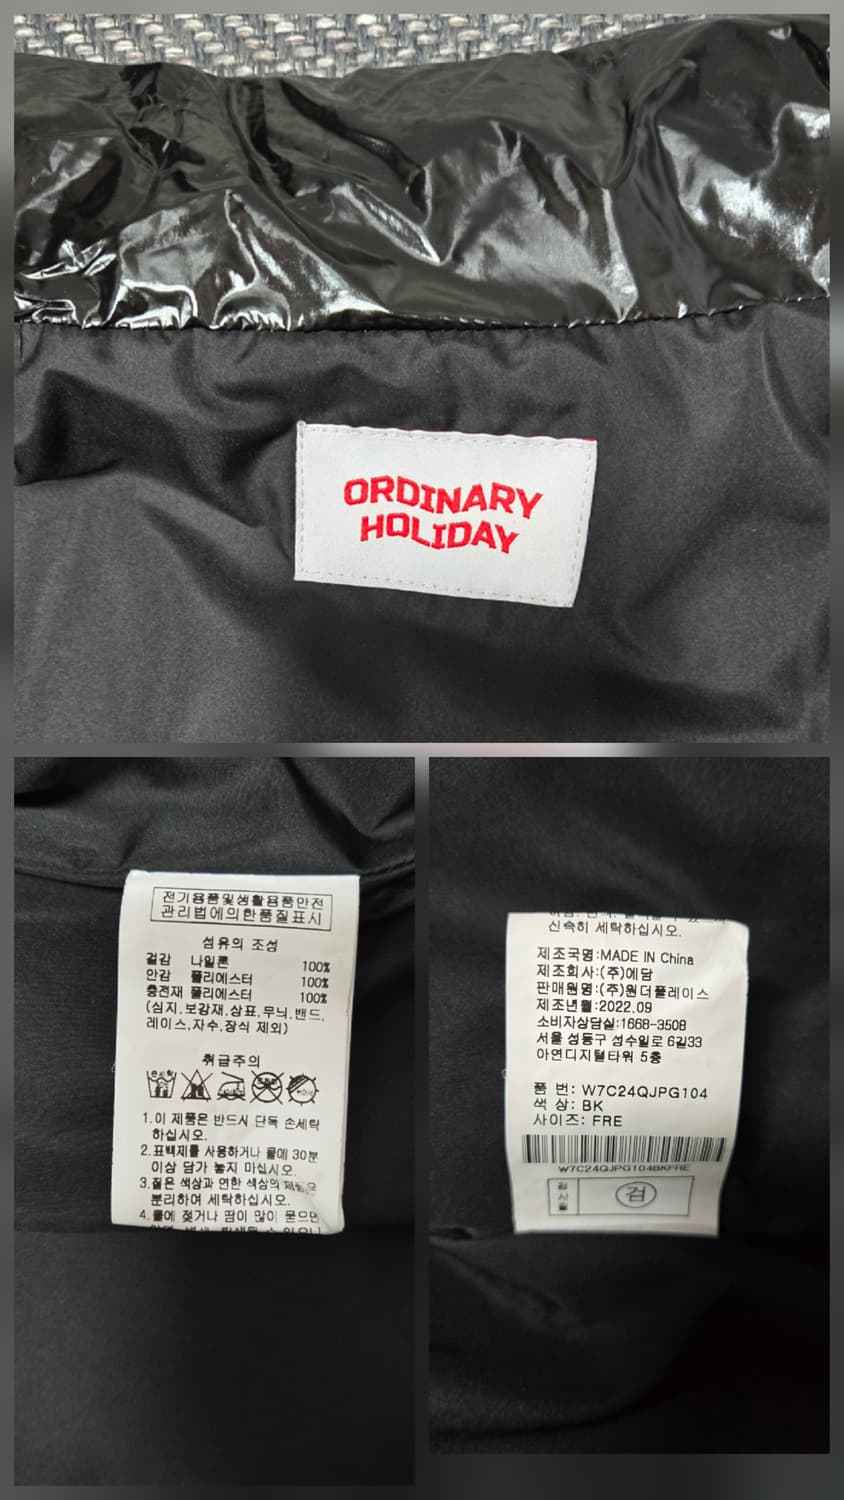 ORDINARY
HOLIDAY
전기용품및생활용품안전
관리법에의한품질표시
섬유의 조성
겉감 나일론 100%
안감 폴리에스터 100%
충전재 폴리에스터 100%
(심지,보강재,상표,무늬,밴드,
레이스,자수,장식 제외)
취급주의
1.이 제품은 반드시 단독 손세탁
하십시오.
2.표백제를 사용하거나 물에 30분
이상 담가 놓지 마십시오.
3.짙은 색상과 연한 색상의 제품은
분리하여 세탁하십시오.
4.물에 젖거나 땀이 많이 묻으면
신속히 세탁하십시오.
제조국명:MADE IN China
제조회사:(주)에담
판매원명:(주)원더플레이스
제조년월:2022.09
소비자상담실:1668-3508
서울 성동구 성수일로 6길33
아연디지털타워 5층
품 번: W7C24QJPG104
색 상: BK
사이즈: FRE
W7C24QJPG104BKFRE
검
사
필
검